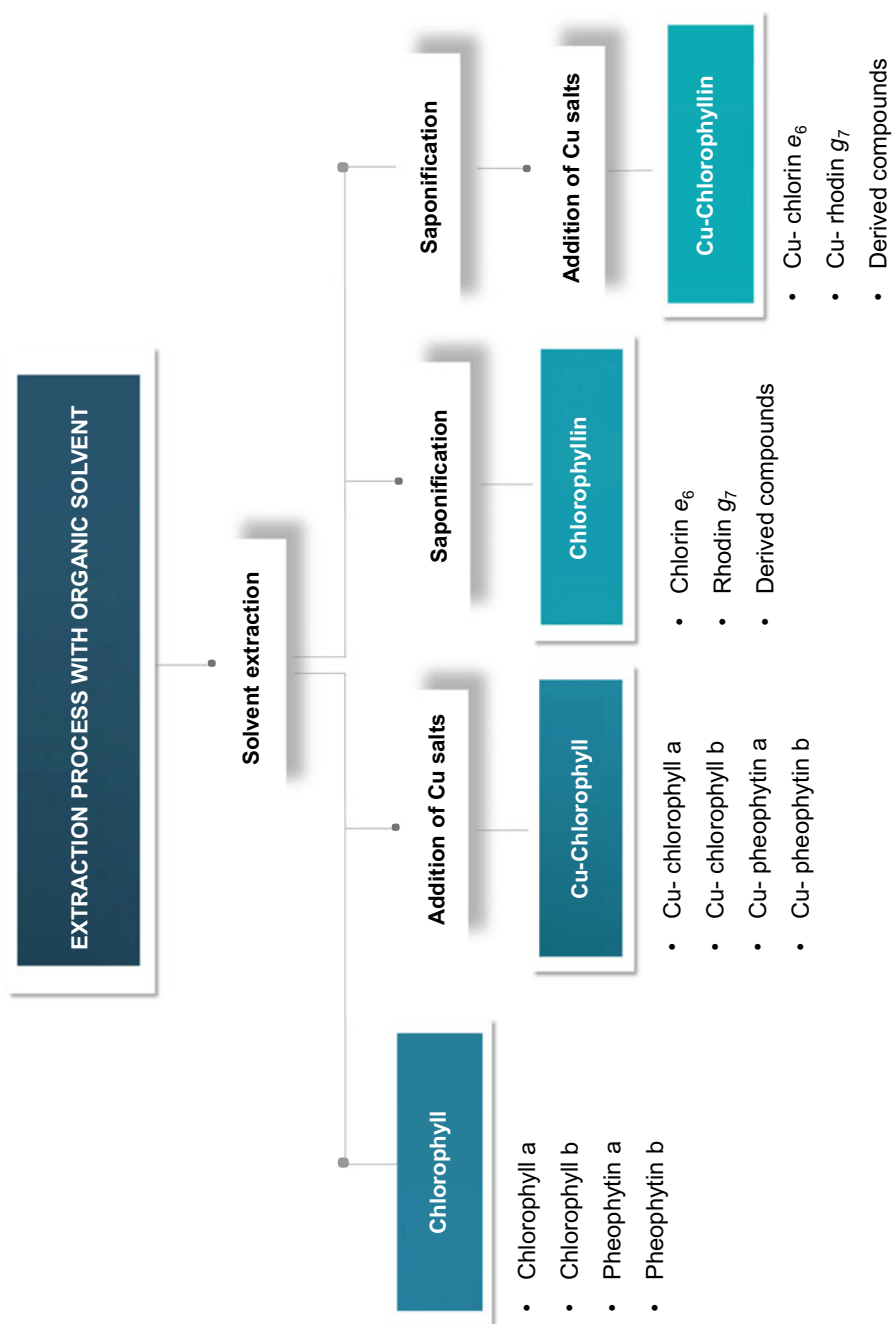 EXTRACTION PROCESS WITH ORGANIC SOLVENT
Solvent extraction
Chlorophyll
• Chlorophyll a
• Chlorophyll b
• Pheophytin a
• Pheophytin b
Addition of Cu salts
Cu-Chlorophyll
• Cu- chlorophyll a
• Cu- chlorophyll b
• Cu- pheophytin a
• Cu- pheophytin b
Saponification
Chlorophyllin
• Chlorin e₆
• Rhodin g₇
• Derived compounds
Saponification
Addition of Cu salts
Cu-Chlorophyllin
• Cu- chlorin e₆
• Cu- rhodin g₇
• Derived compounds